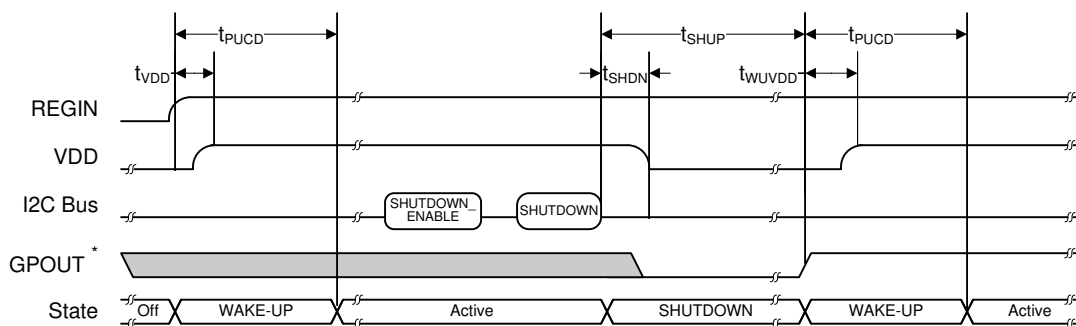 tPUCD tSHUP tPUCD
tVDD tSHDN tWUVDD
REGIN
VDD
I2C Bus SHUTDOWN_ SHUTDOWN
ENABLE
GPOUT *
State Off WAKE-UP Active SHUTDOWN WAKE-UP Active